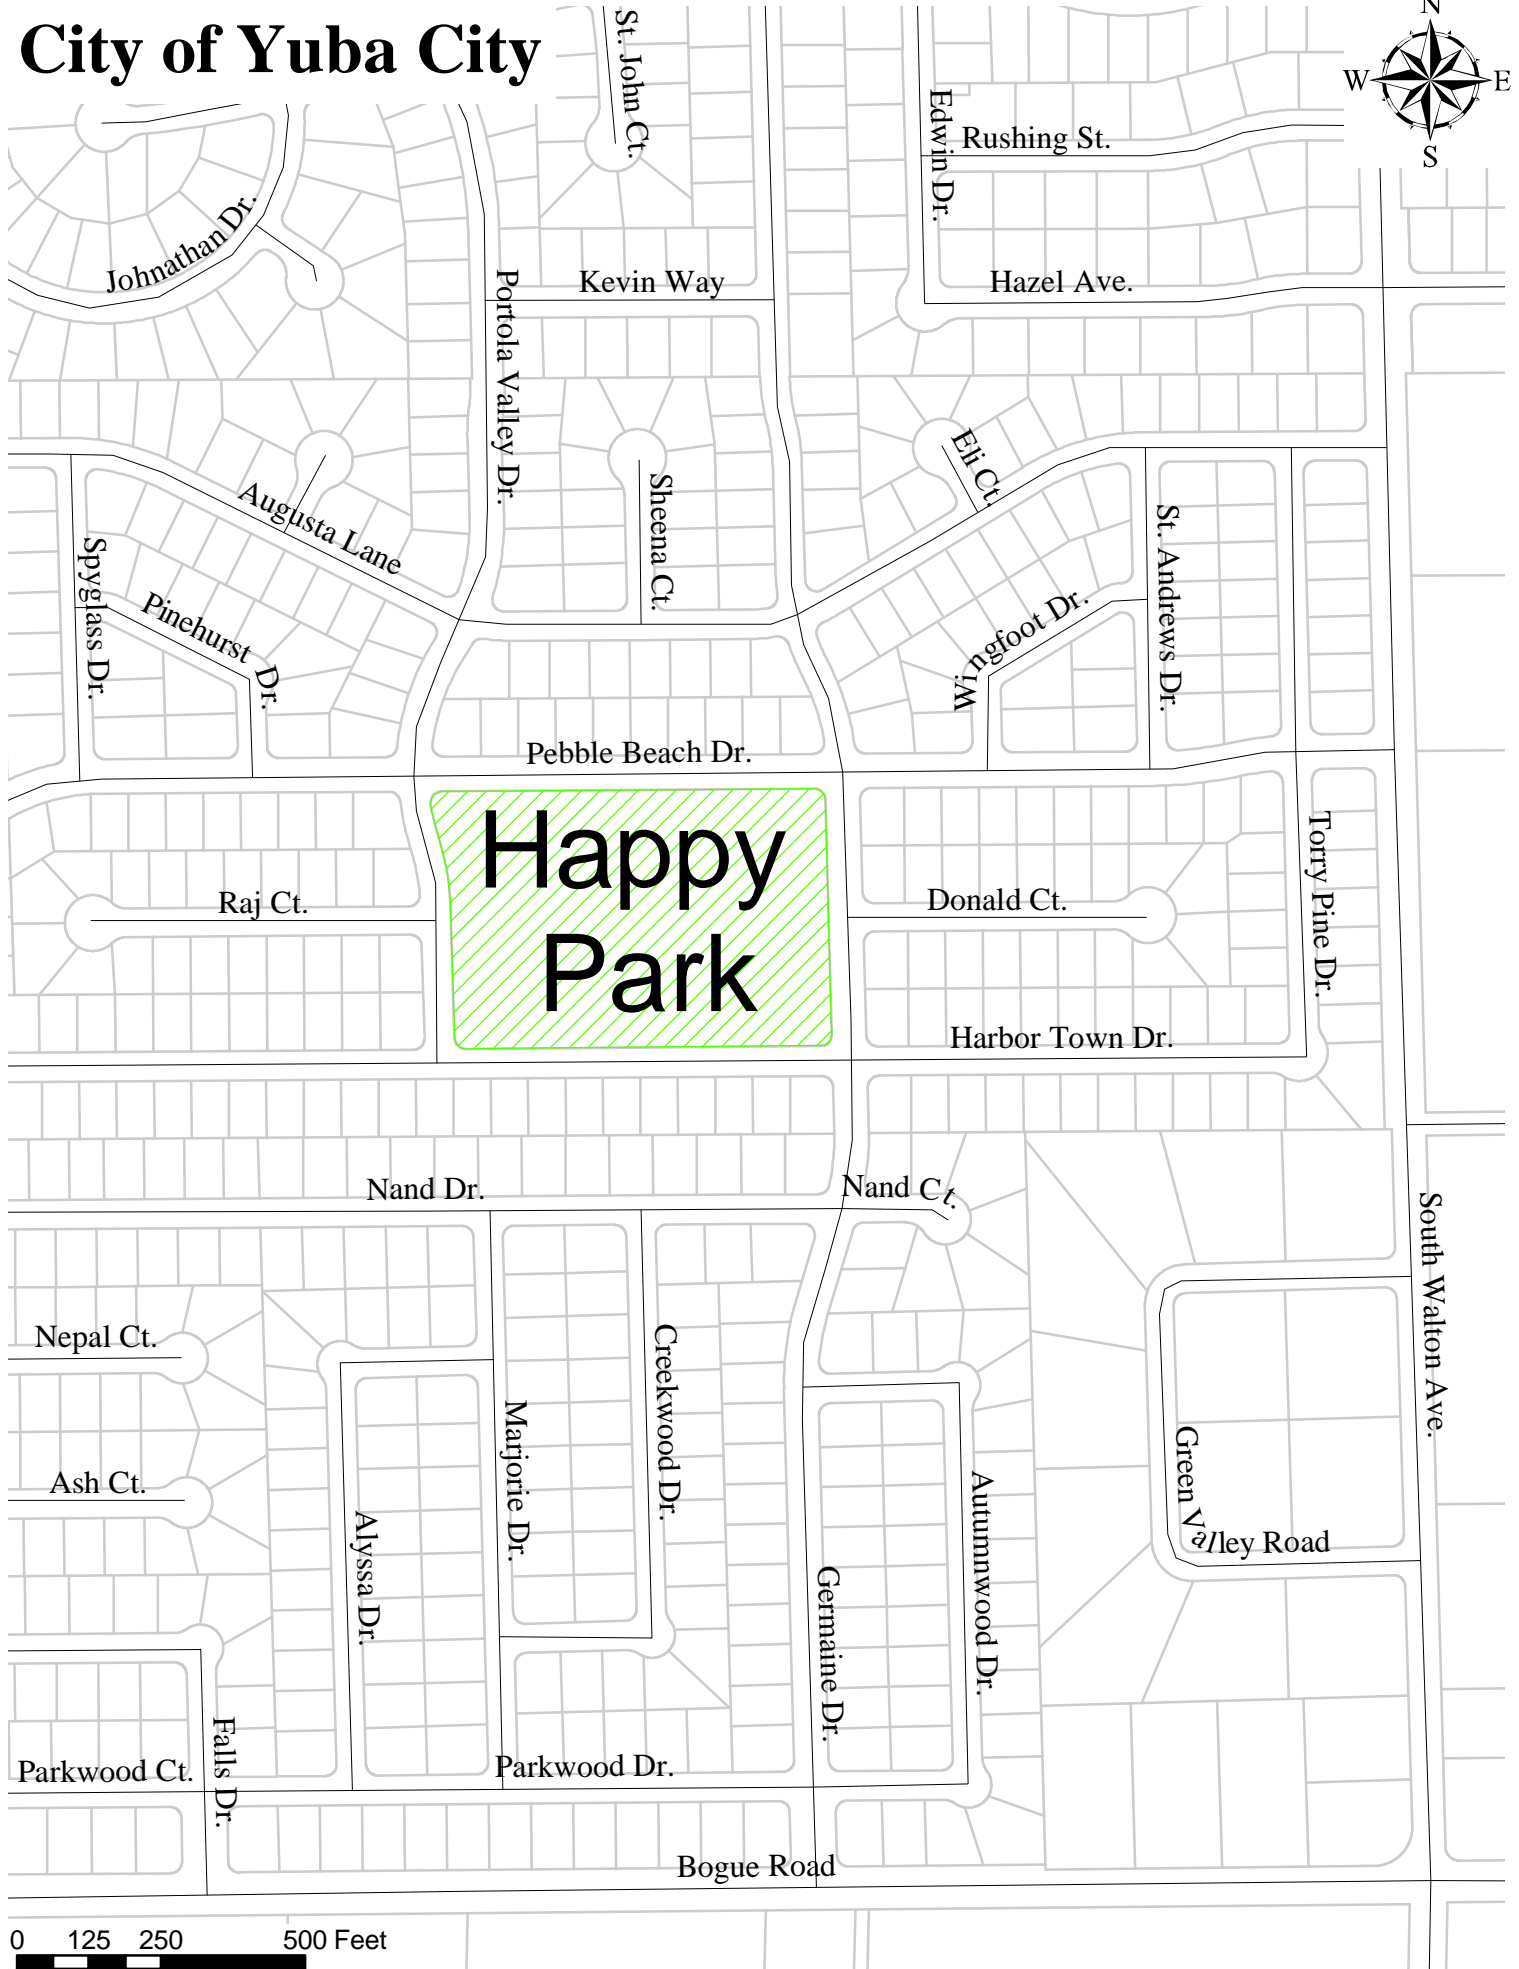 City of Yuba City
N
W E
S
St. John Ct.
Edwin Dr.
Rushing St.
Johnathan Dr.
Portola Valley Dr.
Kevin Way
Hazel Ave.
Augusta Lane
Sheena Ct.
Eli Ct.
Spyglass Dr.
Pinehurst Dr.
Wingfoot Dr.
St. Andrews Dr.
Pebble Beach Dr.
Happy
Park
Raj Ct.
Donald Ct.
Torry Pine Dr.
Harbor Town Dr.
Nand Dr.
Nand Ct.
South Walton Ave.
Nepal Ct.
Creekwood Dr.
Marjorie Dr.
Ash Ct.
Alyssa Dr.
Germaine Dr.
Autumnwood Dr.
Green Valley Road
Falls Dr.
Parkwood Ct.
Parkwood Dr.
Bogue Road
0 125 250 500 Feet